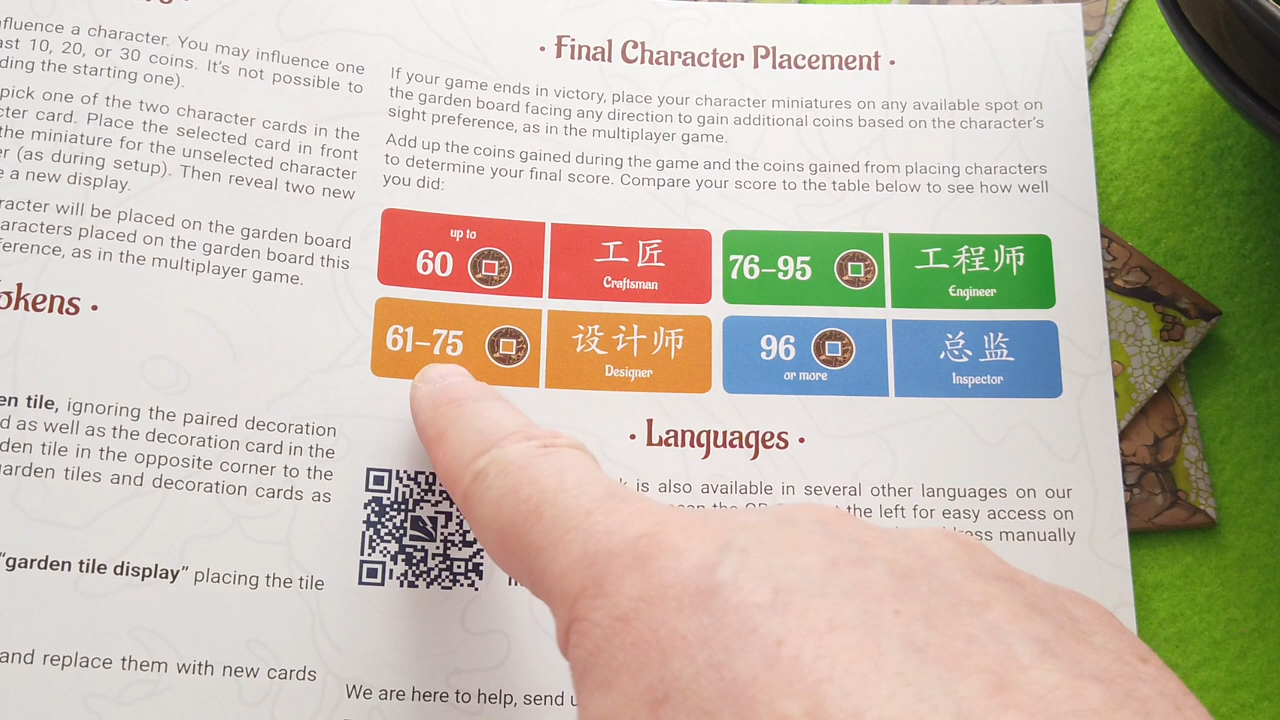 nfluence a character. You may influence one
ast 10, 20, or 30 coins. It's not possible to
ding the starting one).
pick one of the two character cards in the
cter card. Place the selected card in front
the miniature for the unselected character
er (as during setup). Then reveal two new
e a new display.
racter will be placed on the garden board
aracters placed on the garden board this
ference, as in the multiplayer game.
okens •
en tile, ignoring the paired decoration
d as well as the decoration card in the
den tile in the opposite corner to the
garden tiles and decoration cards as
"garden tile display" placing the tile
and replace them with new cards
• Final Character Placement •
If your game ends in victory, place your character miniatures on any available spot on
the garden board facing any direction to gain additional coins based on the character's
sight preference, as in the multiplayer game.
Add up the coins gained during the game and the coins gained from placing characters
to determine your final score. Compare your score to the table below to see how well
you did:
up to
60
工匠
Craftsman
61–75
设计师
Designer
76–95
工程师
Engineer
96
or more
总监
Inspector
• Languages •
is also available in several other languages on our
the left for easy access on
manually
We are here to help, send